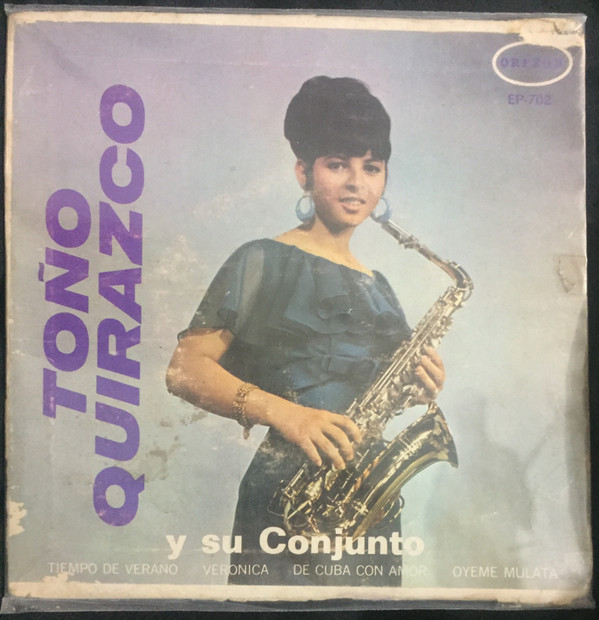 ORFEON
EP-702
TOÑO
QUIRAZCO
y su Conjunto
TIEMPO DE VERANO VERONICA DE CUBA CON AMOR OYEME MULATA